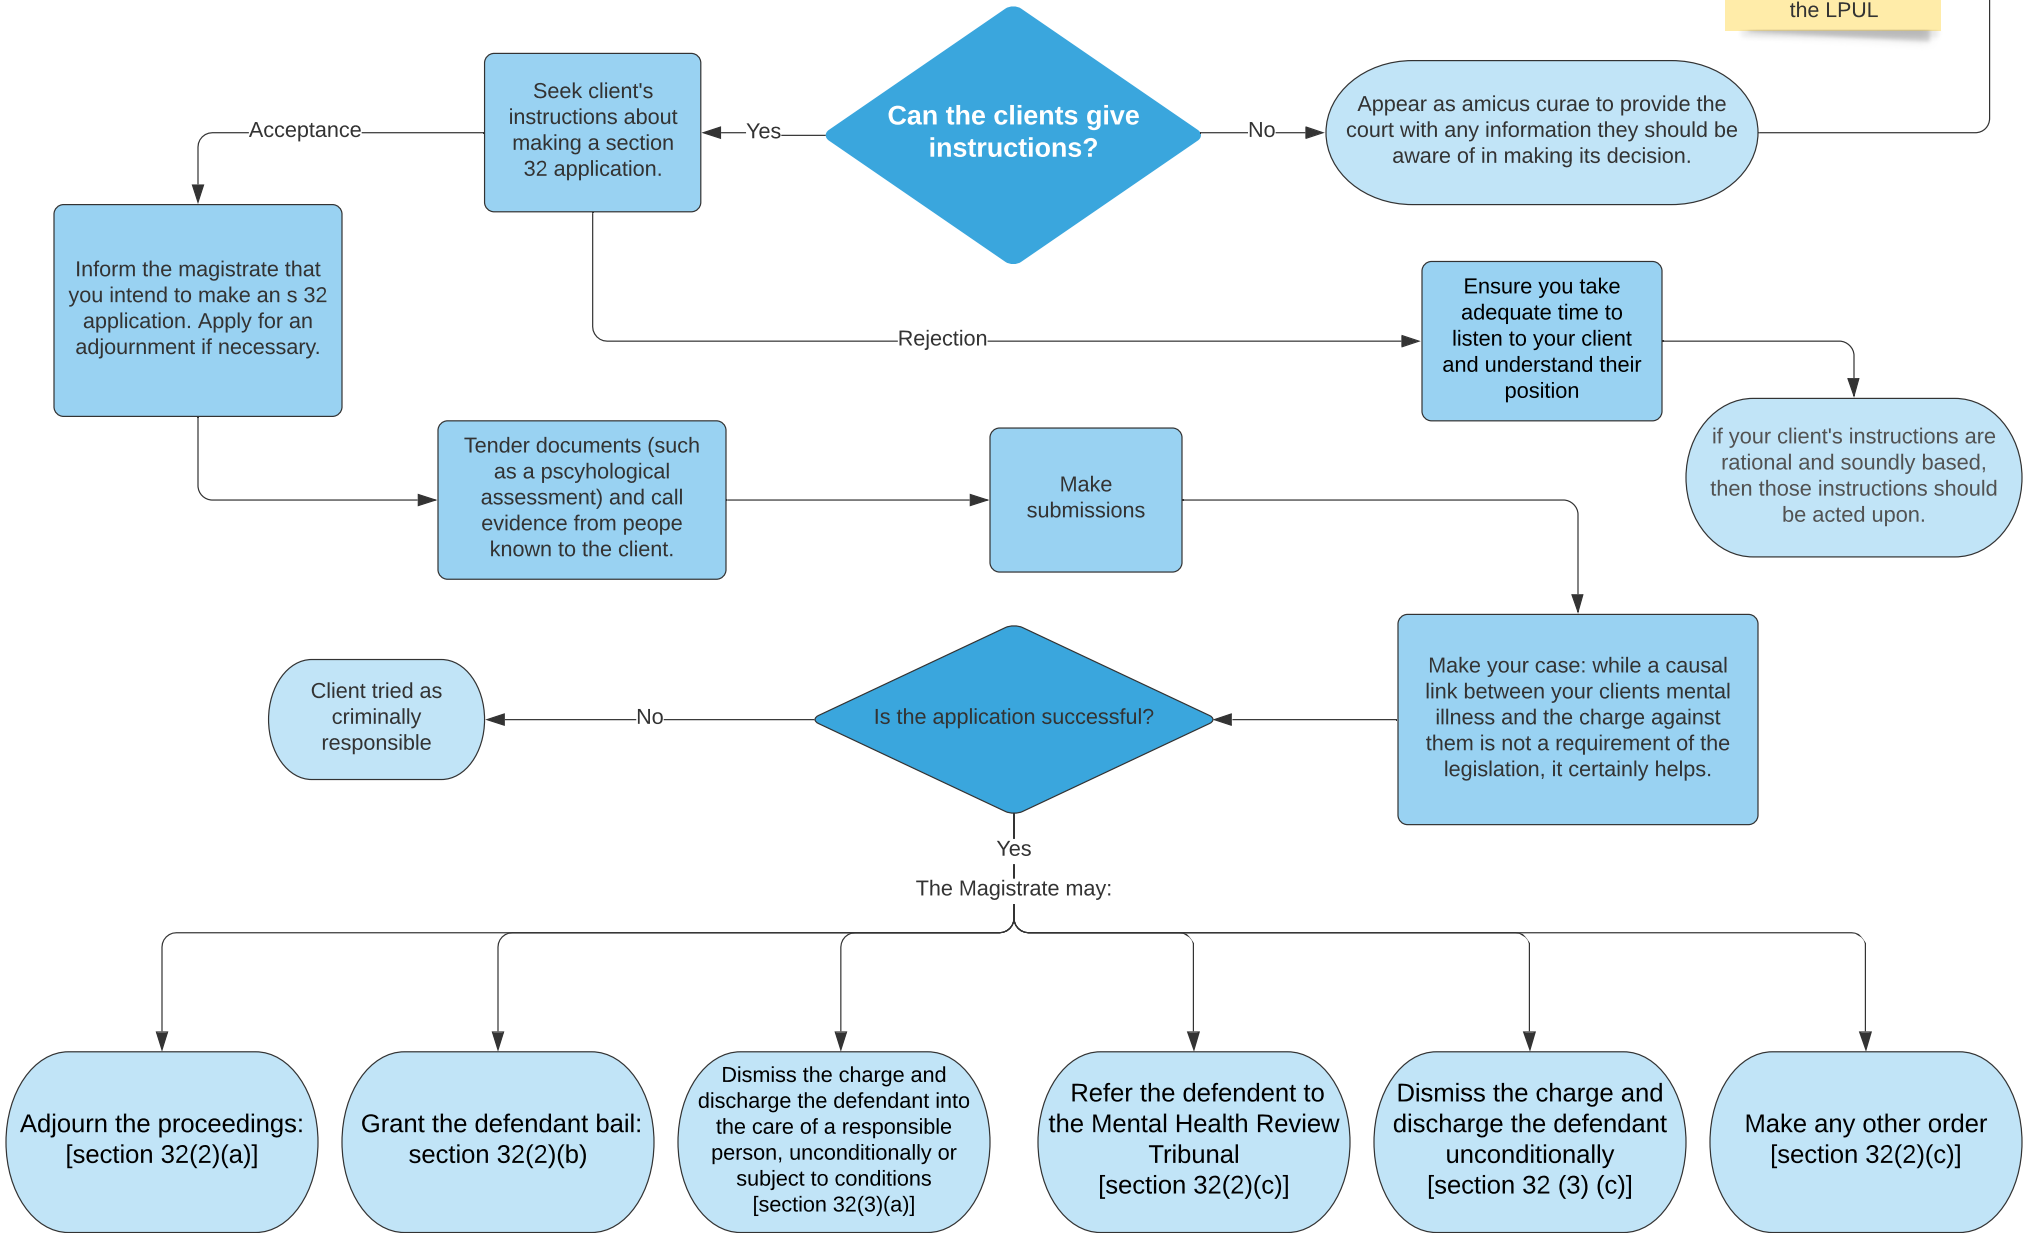 the LPUL
Seek client's
instructions about
making a section
32 application.
Can the clients give
instructions?
Appear as amicus curae to provide the
court with any information they should be
aware of in making its decision.
Acceptance
Yes
No
Inform the magistrate that
you intend to make an s 32
application. Apply for an
adjournment if necessary.
Rejection
Ensure you take
adequate time to
listen to your client
and understand their
position
if your client's instructions are
rational and soundly based,
then those instructions should
be acted upon.
Tender documents (such
as a pscyhological
assessment) and call
evidence from peope
known to the client.
Make
submissions
Make your case: while a causal
link between your clients mental
illness and the charge against
them is not a requirement of the
legislation, it certainly helps.
Is the application successful?
No
Client tried as
criminally
responsible
Yes
The Magistrate may:
Adjourn the proceedings:
[section 32(2)(a)]
Grant the defendant bail:
section 32(2)(b)
Dismiss the charge and
discharge the defendant into
the care of a responsible
person, unconditionally or
subject to conditions
[section 32(3)(a)]
Refer the defendent to
the Mental Health Review
Tribunal
[section 32(2)(c)]
Dismiss the charge and
discharge the defendant
unconditionally
[section 32 (3) (c)]
Make any other order
[section 32(2)(c)]